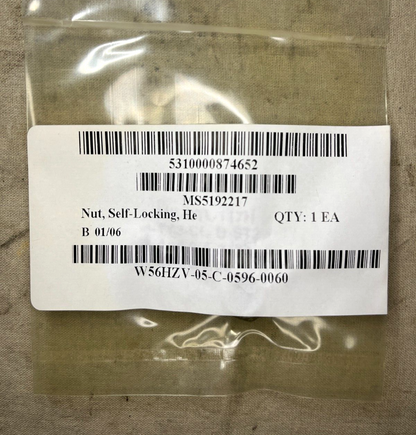 5310000874652
MS5192217
Nut, Self-Locking, He QTY: 1 EA
B 01/06
W56HZV-05-C-0596-0060